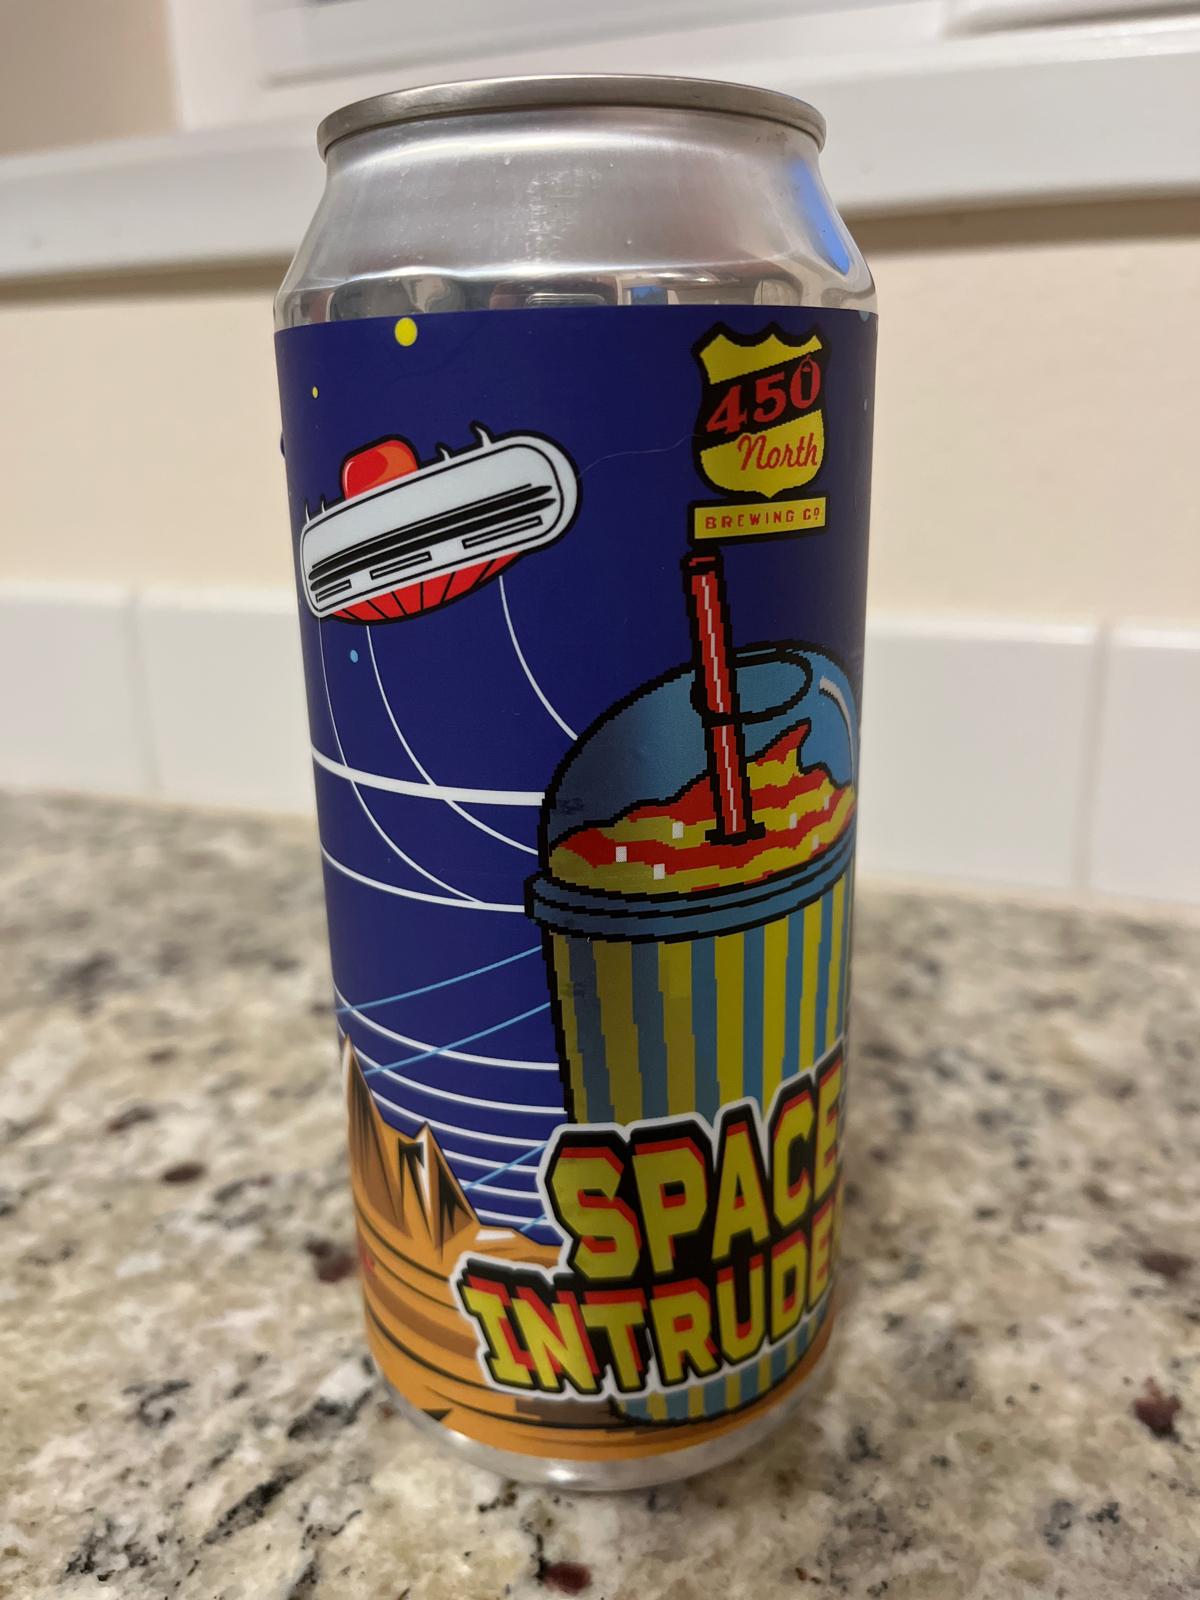 450
North
BREWING Co
SPACE
INTRUDE